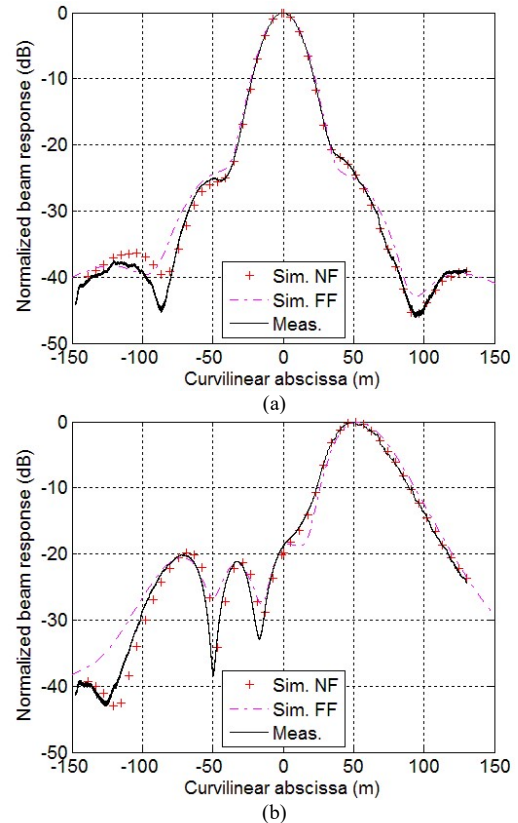 0
-10
-20
-30
-40
-50
Normalized beam response (dB)
+ Sim. NF
Sim. FF
Meas.
-150 -100 -50 0 50 100 150
Curvilinear abscissa (m)
(a)
0
-10
-20
-30
-40
-50
Normalized beam response (dB)
+ Sim. NF
Sim. FF
Meas.
-150 -100 -50 0 50 100 150
Curvilinear abscissa (m)
(b)